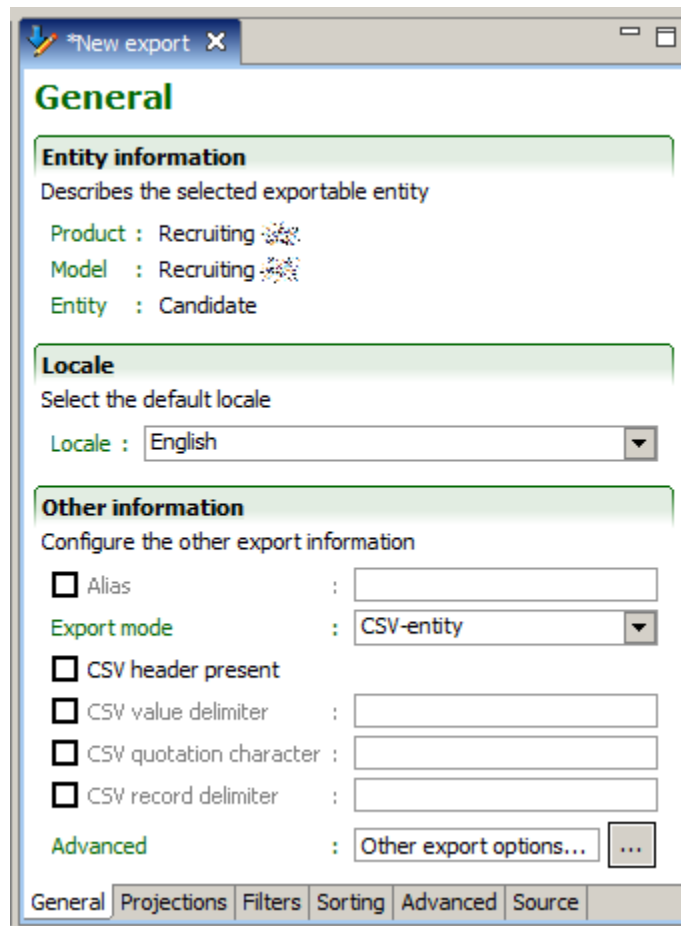 *New export
General
Entity information
Describes the selected exportable entity
Product : Recruiting
Model : Recruiting
Entity : Candidate
Locale
Select the default locale
Locale : English
Other information
Configure the other export information
Alias :
Export mode : CSV-entity
CSV header present
CSV value delimiter :
CSV quotation character :
CSV record delimiter :
Advanced : Other export options... ...
General Projections Filters Sorting Advanced Source